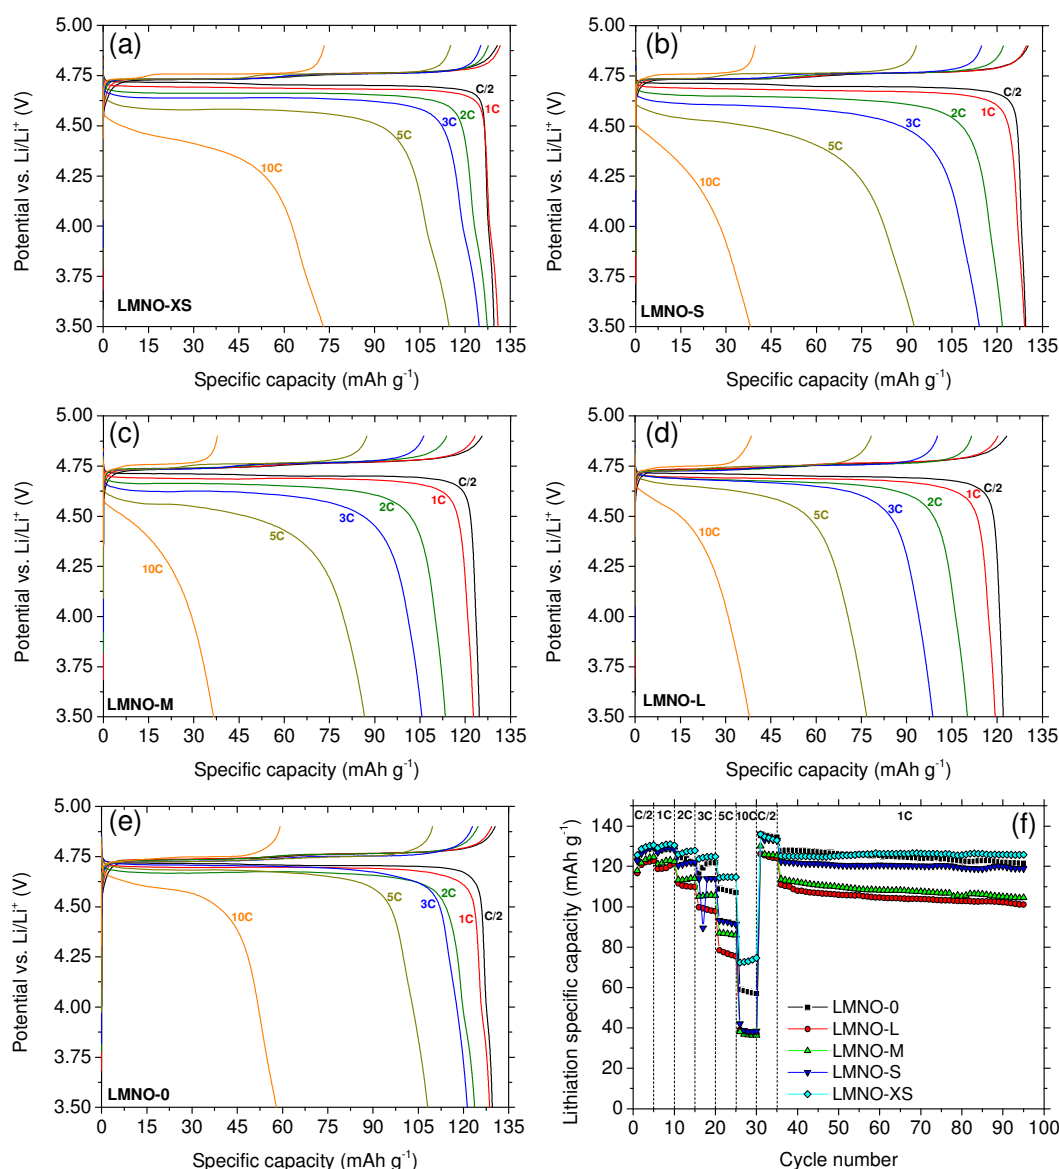 (a)
5.00
4.75
4.50
4.25
4.00
3.75
3.50
Potential vs. Li/Li⁺ (V)
C/2
1C
2C
3C
5C
10C
LMNO-XS
0 15 30 45 60 75 90 105 120 135
Specific capacity (mAh g⁻¹)
(b)
5.00
4.75
4.50
4.25
4.00
3.75
3.50
Potential vs. Li/Li⁺ (V)
C/2
1C
2C
3C
5C
10C
LMNO-S
0 15 30 45 60 75 90 105 120 135
Specific capacity (mAh g⁻¹)
(c)
5.00
4.75
4.50
4.25
4.00
3.75
3.50
Potential vs. Li/Li⁺ (V)
C/2
1C
2C
3C
5C
10C
LMNO-M
0 15 30 45 60 75 90 105 120 135
Specific capacity (mAh g⁻¹)
(d)
5.00
4.75
4.50
4.25
4.00
3.75
3.50
Potential vs. Li/Li⁺ (V)
C/2
1C
2C
3C
5C
10C
LMNO-L
0 15 30 45 60 75 90 105 120 135
Specific capacity (mAh g⁻¹)
(e)
5.00
4.75
4.50
4.25
4.00
3.75
3.50
Potential vs. Li/Li⁺ (V)
C/2
1C
2C
3C
5C
10C
LMNO-0
0 15 30 45 60 75 90 105 120 135
Specific capacity (mAh g⁻¹)
(f)
C/2 1C 2C 3C 5C 10C C/2 1C
140
120
100
80
60
40
20
0
Lithiation specific capacity (mAh g⁻¹)
LMNO-0
LMNO-L
LMNO-M
LMNO-S
LMNO-XS
0 10 20 30 40 50 60 70 80 90 100
Cycle number